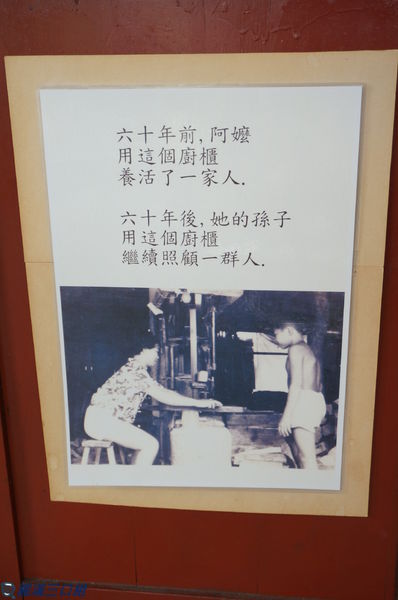 六十年前,阿嬤
用這個廚櫃
養活了一家人.
六十年後,她的孫子
用這個廚櫃
繼續照顧一群人.